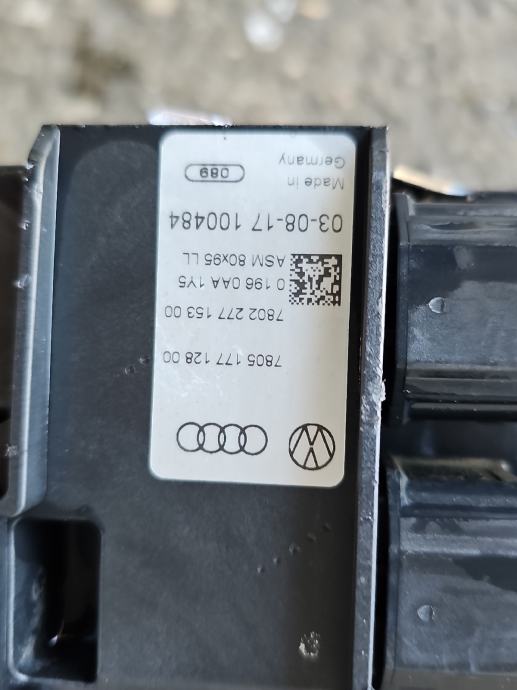 7805 177 128 00
7802 277 153 00
0 196 0AA 1Y5
ASM 80x95 LL
03-08-17 100484
Made in
Germany
089